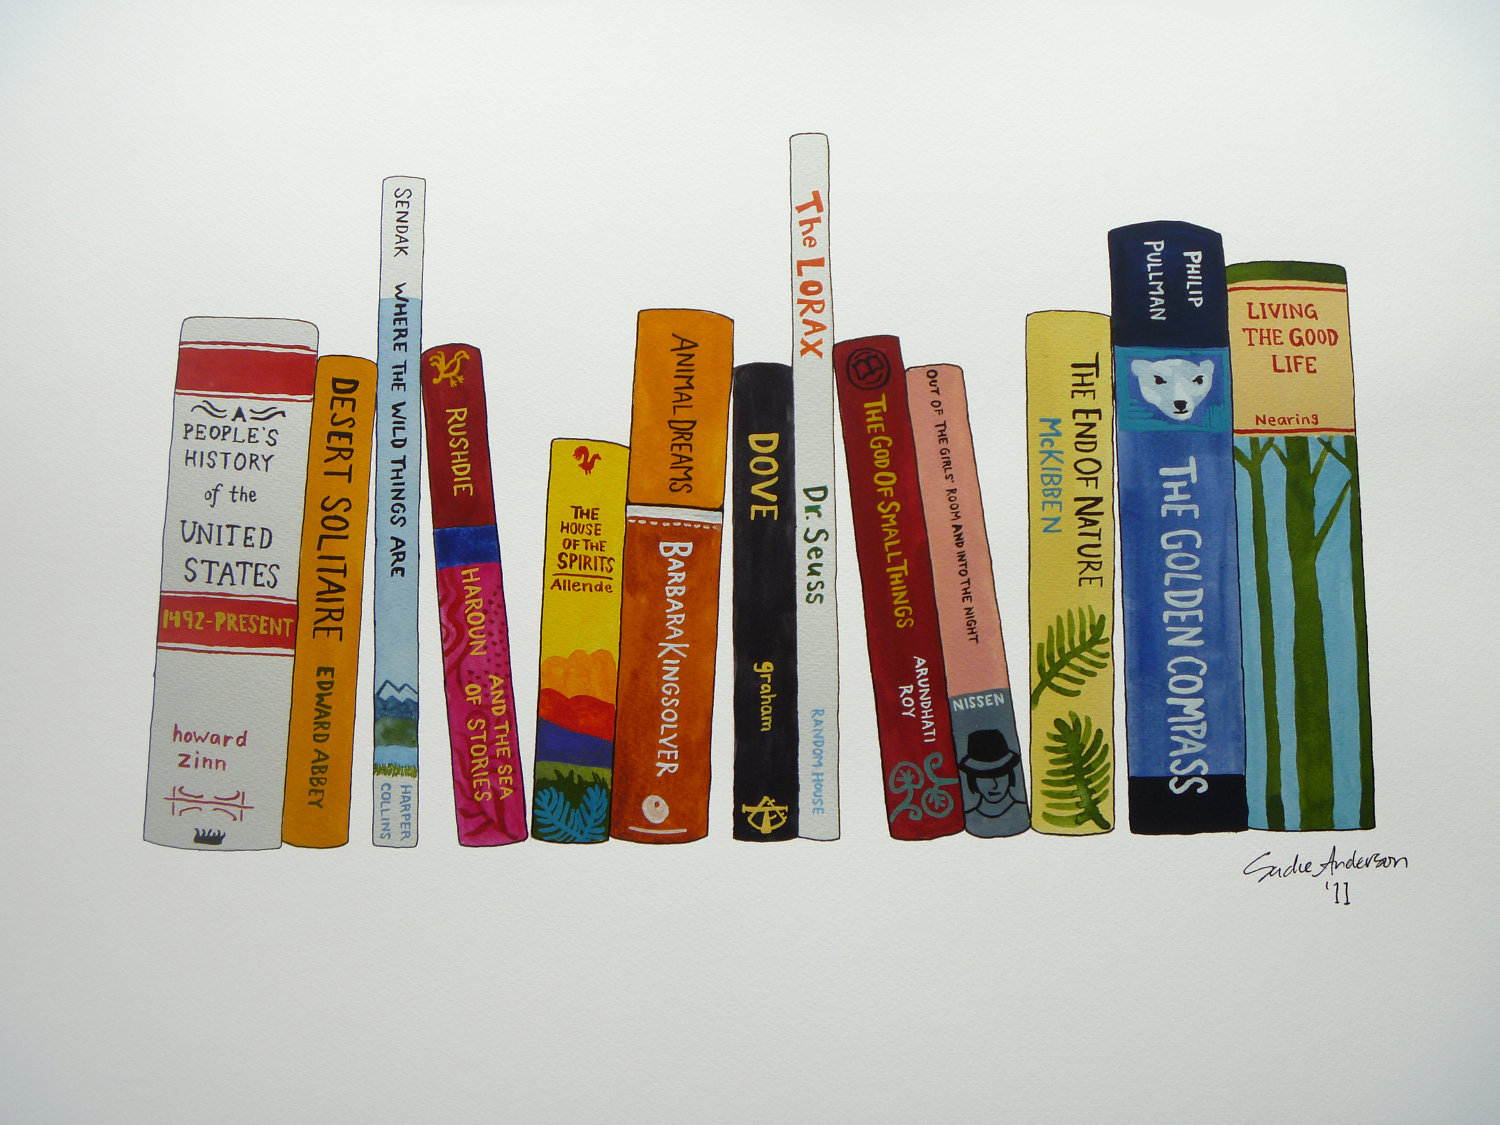 A
PEOPLE'S
HISTORY
of the
UNITED
STATES
1492-PRESENT
howard
zinn
DESERT SOLITAIRE EDWARD ABBEY
SENDAK WHERE THE WILD THINGS ARE
HARPER
COLLINS
RUSHDIE
HAROUN AND THE SEA
OF STORIES
THE
HOUSE
OF THE
SPIRITS
Allende
ANIMAL DREAMS
BARBARA KINGSOLVER
DOVE graham
The LORAX Dr. Seuss RANDOM HOUSE
THE GOD OF SMALL THINGS
ARUNDHATI
ROY
OUT OF THE GIRLS' ROOM AND INTO THE NIGHT
NISSEN
THE END OF NATURE
McKIBBEN
PHILIP
PULLMAN
THE GOLDEN COMPASS
LIVING
THE GOOD
LIFE
Nearing
Sadie Anderson
'11